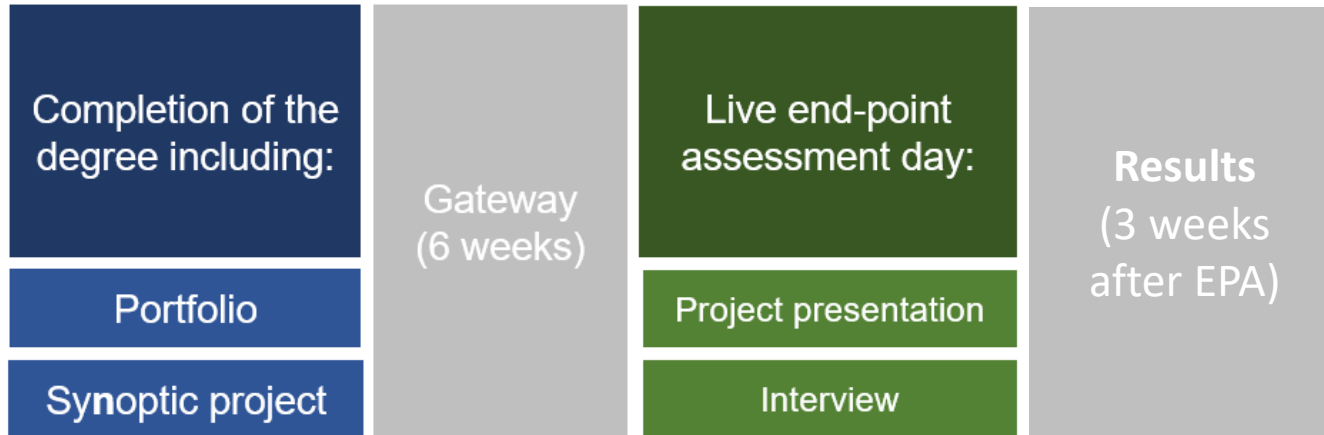 Completion of the
degree including:
Portfolio
Synoptic project
Gateway
(6 weeks)
Live end-point
assessment day:
Project presentation
Interview
Results
(3 weeks
after EPA)